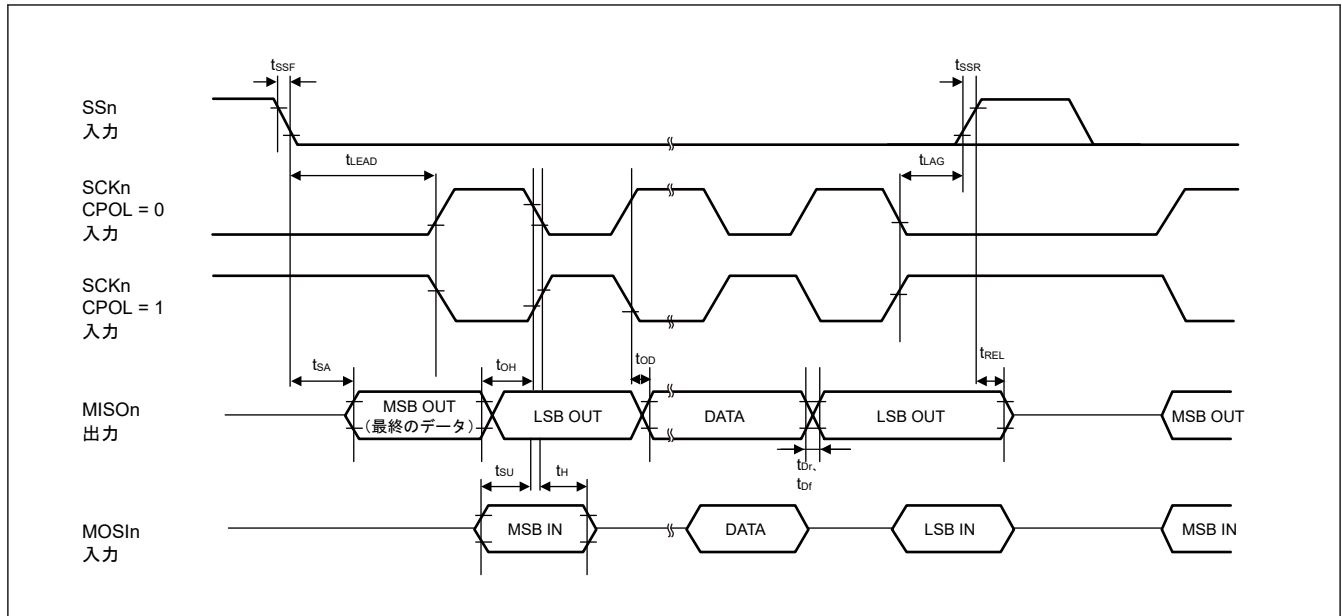 tSSF
tSSR
SSn
入力
tLEAD
tLAG
SCKn
CPOL = 0
入力
SCKn
CPOL = 1
入力
tSA
tOH
tOD
tREL
MISOn
出力
MSB OUT
(最終のデータ)
LSB OUT
DATA
LSB OUT
MSB OUT
tSU
tH
tDr、
tDf
MOSIn
入力
MSB IN
DATA
LSB IN
MSB IN